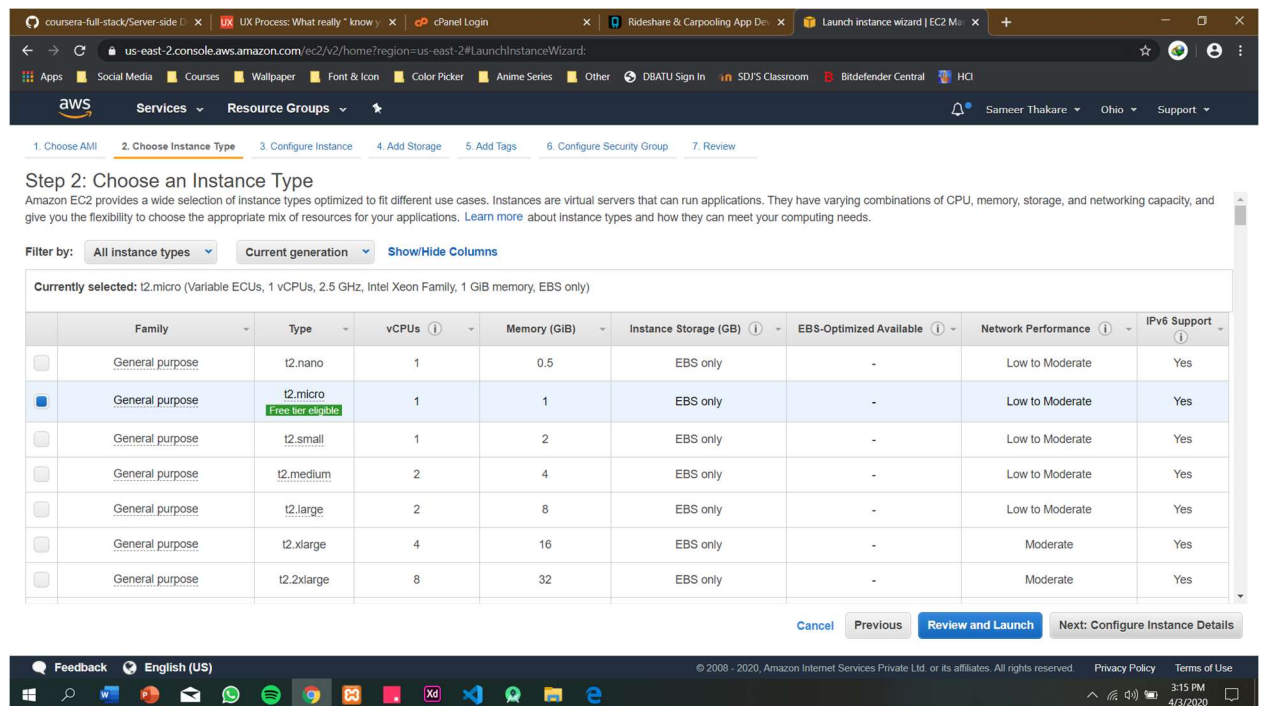 coursera-full-stack/Server-side D
UX UX Process: What really " know y
cP cPanel Login
Rideshare & Carpooling App Dev
Launch instance wizard | EC2 Ma
us-east-2.console.aws.amazon.com/ec2/v2/home?region=us-east-2#LaunchInstanceWizard:
Apps Social Media Courses Wallpaper Font & Icon Color Picker Anime Series Other DBATU Sign In SDJ'S Classroom B Bitdefender Central HCI
aws Services Resource Groups Sameer Thakare Ohio Support
1. Choose AMI 2. Choose Instance Type 3. Configure Instance 4. Add Storage 5. Add Tags 6. Configure Security Group 7. Review
Step 2: Choose an Instance Type
Amazon EC2 provides a wide selection of instance types optimized to fit different use cases. Instances are virtual servers that can run applications. They have varying combinations of CPU, memory, storage, and networking capacity, and
give you the flexibility to choose the appropriate mix of resources for your applications. Learn more about instance types and how they can meet your computing needs.
Filter by: All instance types Current generation Show/Hide Columns
Currently selected: t2.micro (Variable ECUs, 1 vCPUs, 2.5 GHz, Intel Xeon Family, 1 GiB memory, EBS only)
Family Type vCPUs i Memory (GiB) Instance Storage (GB) i EBS-Optimized Available i Network Performance i IPv6 Support i
General purpose t2.nano 1 0.5 EBS only - Low to Moderate Yes
General purpose t2.micro 1 1 EBS only - Low to Moderate Yes
Free tier eligible
General purpose t2.small 1 2 EBS only - Low to Moderate Yes
General purpose t2.medium 2 4 EBS only - Low to Moderate Yes
General purpose t2.large 2 8 EBS only - Low to Moderate Yes
General purpose t2.xlarge 4 16 EBS only - Moderate Yes
General purpose t2.2xlarge 8 32 EBS only - Moderate Yes
Cancel Previous Review and Launch Next: Configure Instance Details
Feedback English (US) © 2008 - 2020, Amazon Internet Services Private Ltd. or its affiliates. All rights reserved. Privacy Policy Terms of Use
Xd
3:15 PM
4/3/2020